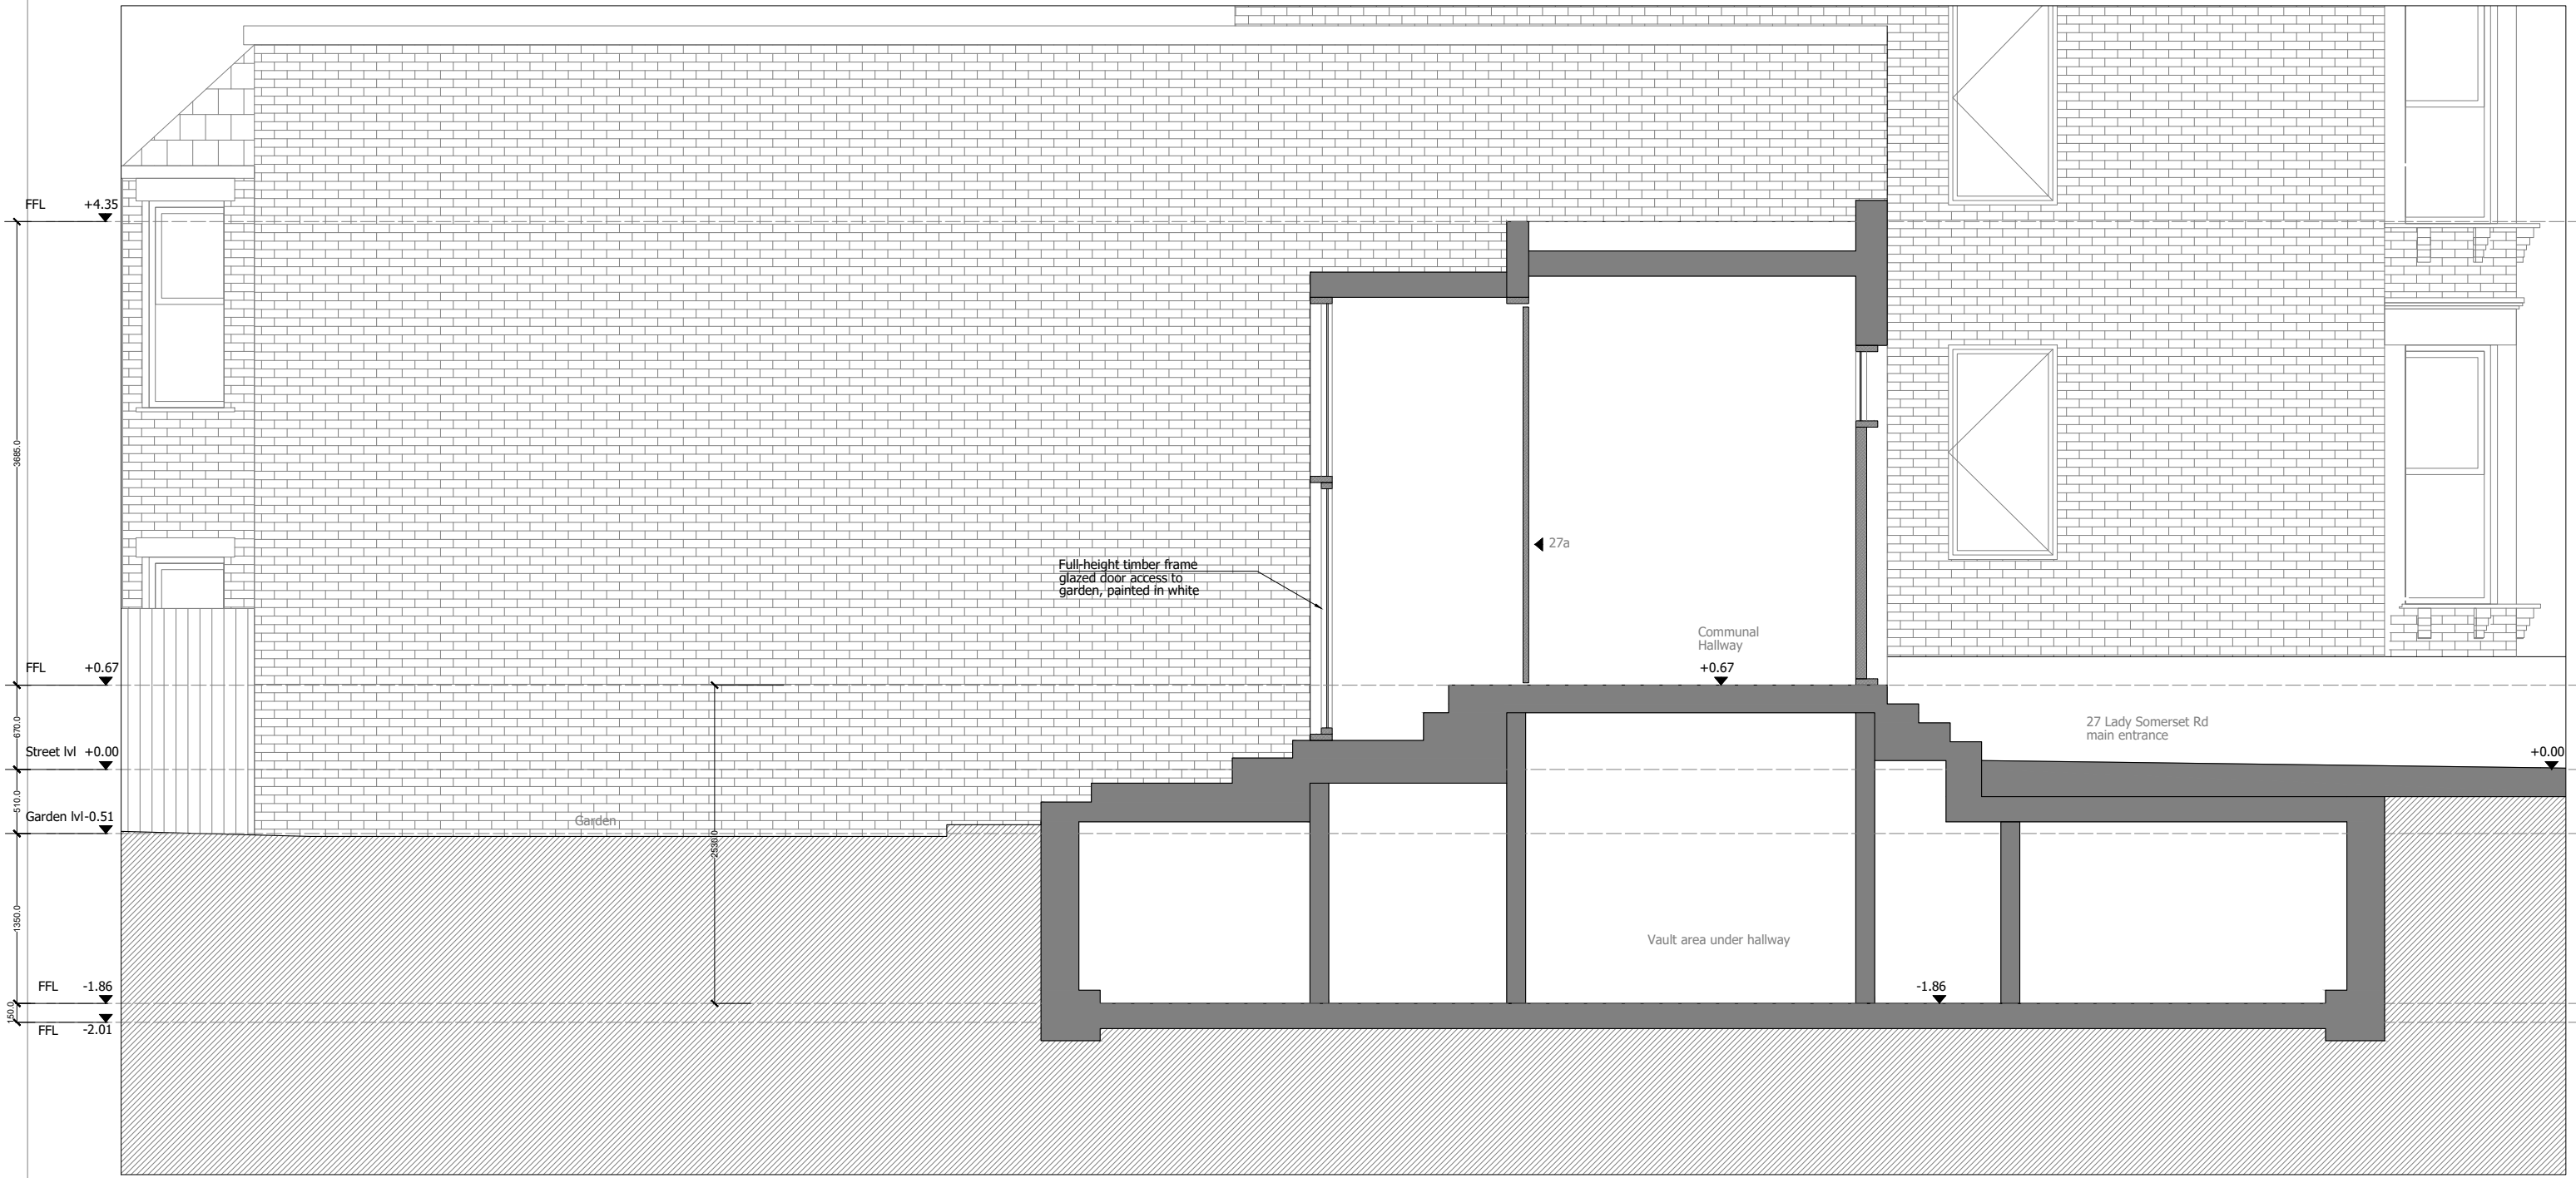 FFL +4.35
3685.0
27a
Full-height timber frame
glazed door access to
garden, painted in white
Communal
Hallway
+0.67
FFL +0.67
670.0
27 Lady Somerset Rd
main entrance
Street lvl +0.00
+0.00
510.0
Garden lvl-0.51
Garden
2530.0
1350.0
Vault area under hallway
FFL -1.86
-1.86
150.0
FFL -2.01